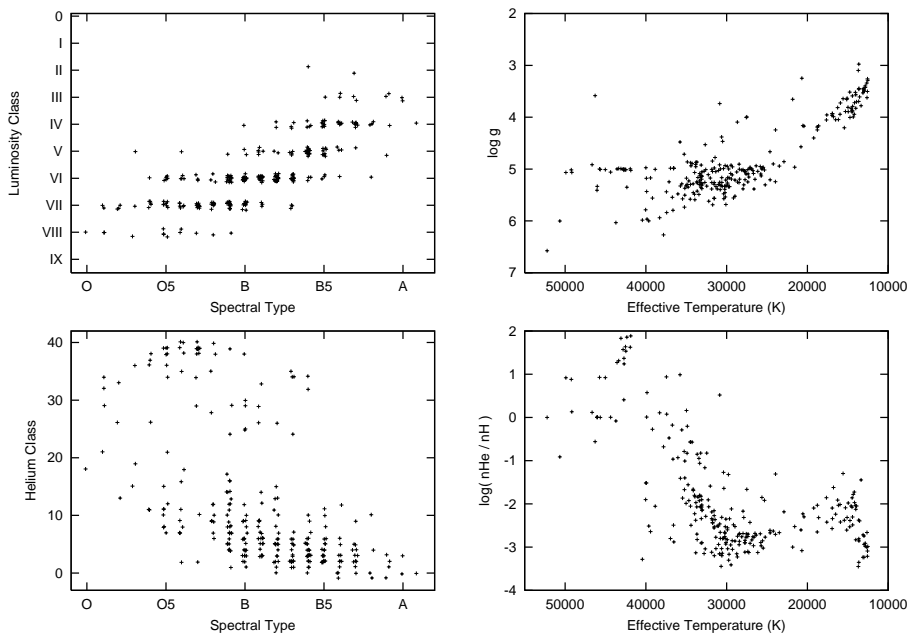 0
I
II
III
IV
V
VI
VII
VIII
IX
Luminosity Class
O
O5
B
B5
A
Spectral Type
2
3
4
5
6
7
log g
50000
40000
30000
20000
10000
Effective Temperature (K)
40
30
20
10
0
Helium Class
O
O5
B
B5
A
Spectral Type
2
1
0
-1
-2
-3
-4
log( nHe / nH )
50000
40000
30000
20000
10000
Effective Temperature (K)